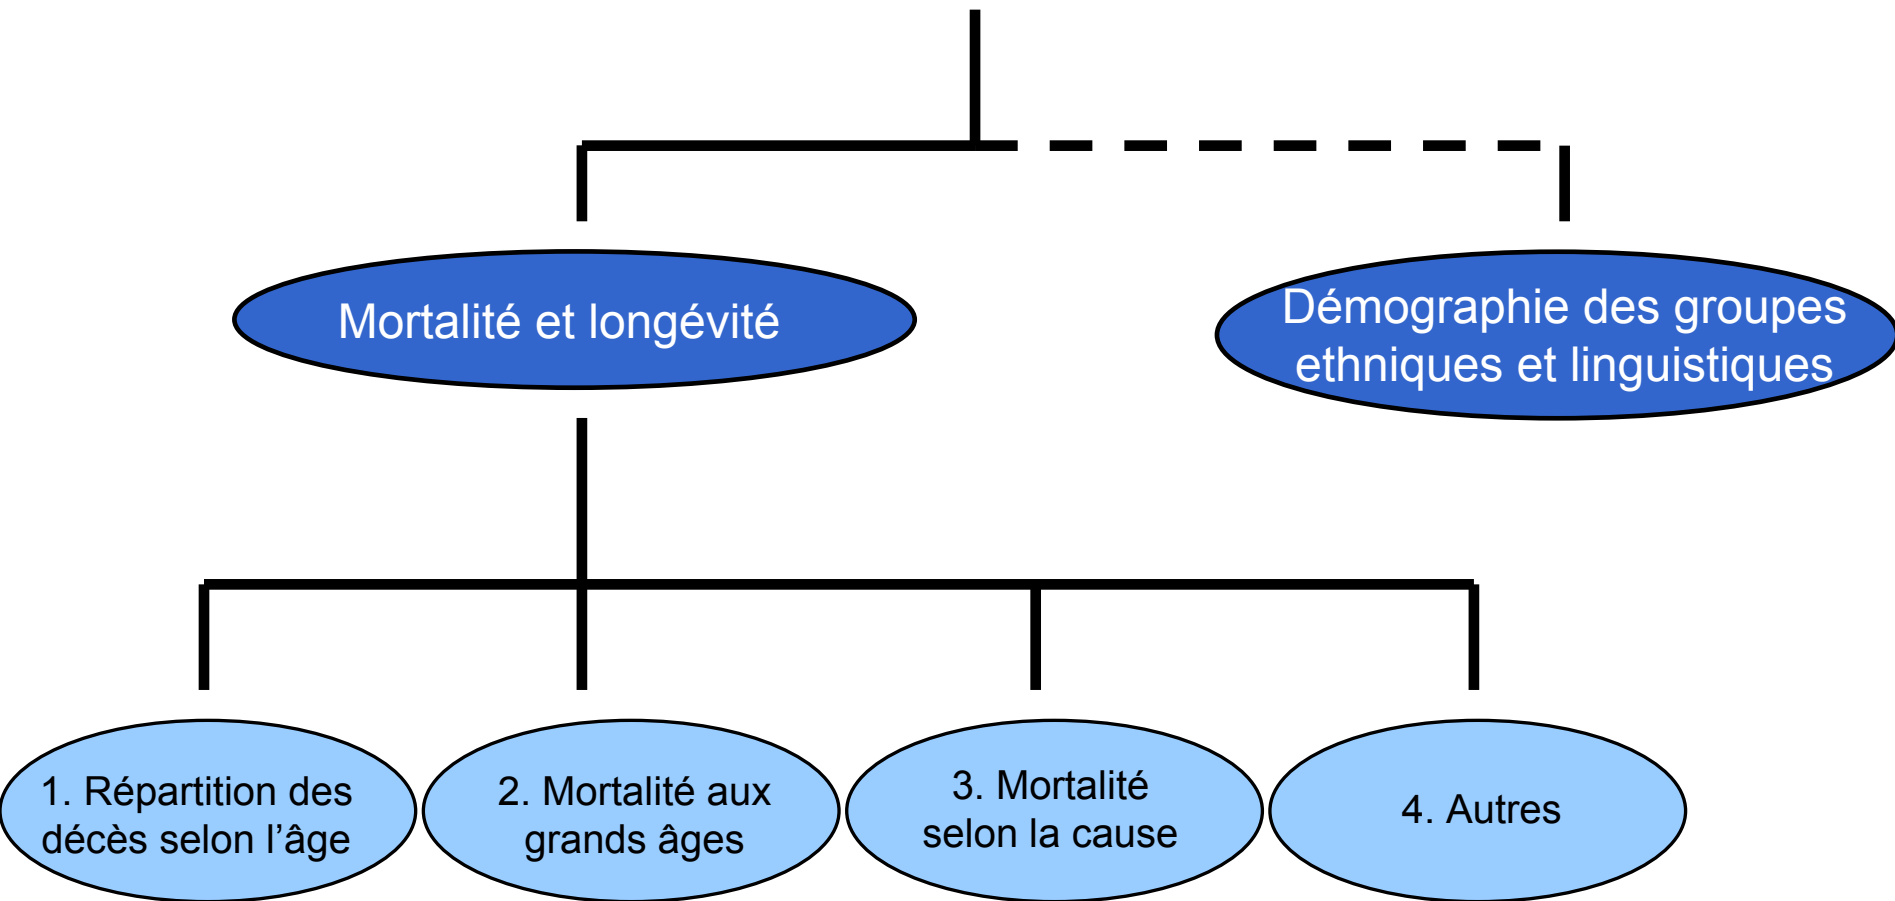 Mortalité et longévité
Démographie des groupes
ethniques et linguistiques
1. Répartition des
décès selon l’âge
2. Mortalité aux
grands âges
3. Mortalité
selon la cause
4. Autres